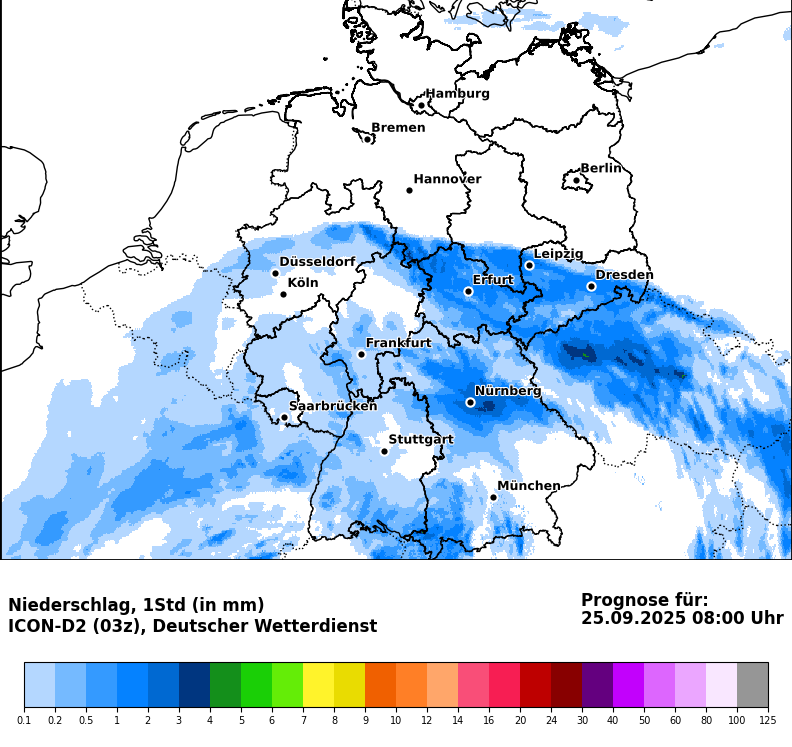 Hamburg
Bremen
Berlin
Hannover
Leipzig
Düsseldorf
Dresden
Erfurt
Köln
Frankfurt
Nürnberg
Saarbrücken
Stuttgart
München
Niederschlag, 1Std (in mm)
ICON-D2 (03z), Deutscher Wetterdienst
Prognose für:
25.09.2025 08:00 Uhr
0.1 0.2 0.5 1 2 3 4 5 6 7 8 9 10 12 14 16 20 24 30 40 50 60 80 100 125